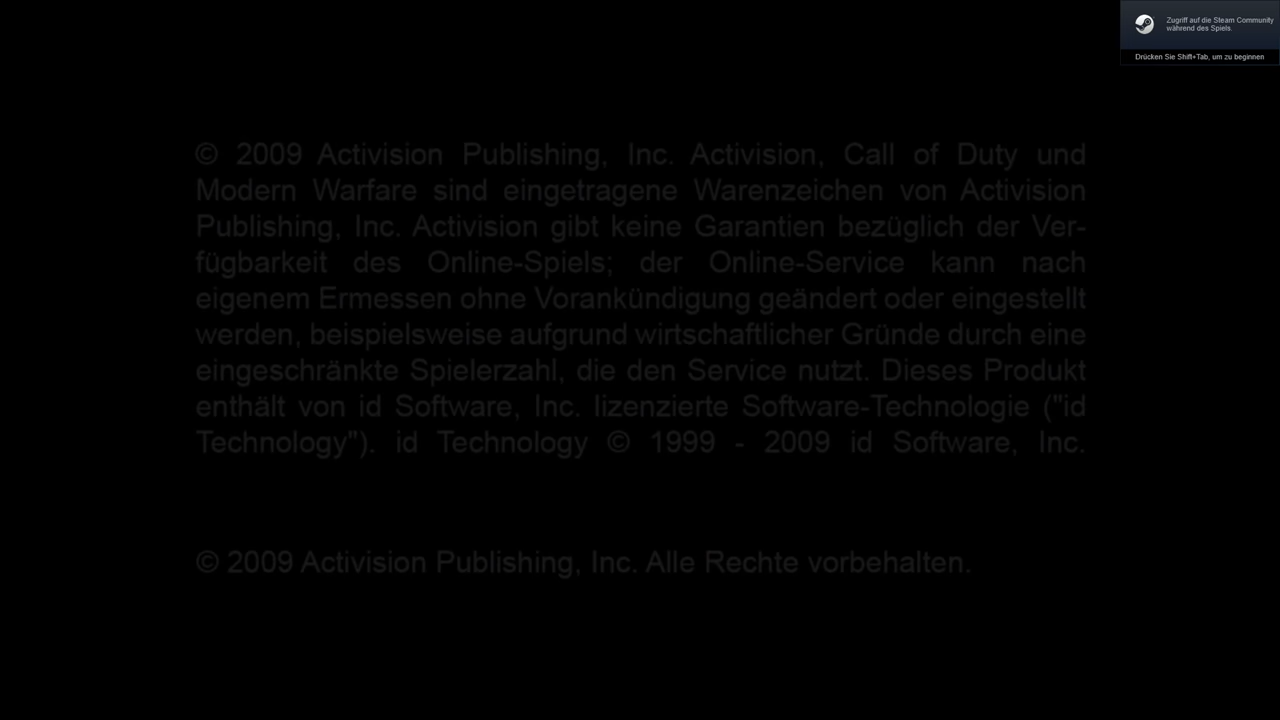 Zugriff auf die Steam Community
während des Spiels.
Drücken Sie Shift+Tab, um zu beginnen
© 2009 Activision Publishing, Inc. Activision, Call of Duty und
Modern Warfare sind eingetragene Warenzeichen von Activision
Publishing, Inc. Activision gibt keine Garantien bezüglich der Ver-
fügbarkeit des Online-Spiels; der Online-Service kann nach
eigenem Ermessen ohne Vorankündigung geändert oder eingestellt
werden, beispielsweise aufgrund wirtschaftlicher Gründe durch eine
eingeschränkte Spielerzahl, die den Service nutzt. Dieses Produkt
enthält von id Software, Inc. lizenzierte Software-Technologie ("id
Technology"). id Technology © 1999 - 2009 id Software, Inc.
© 2009 Activision Publishing, Inc. Alle Rechte vorbehalten.